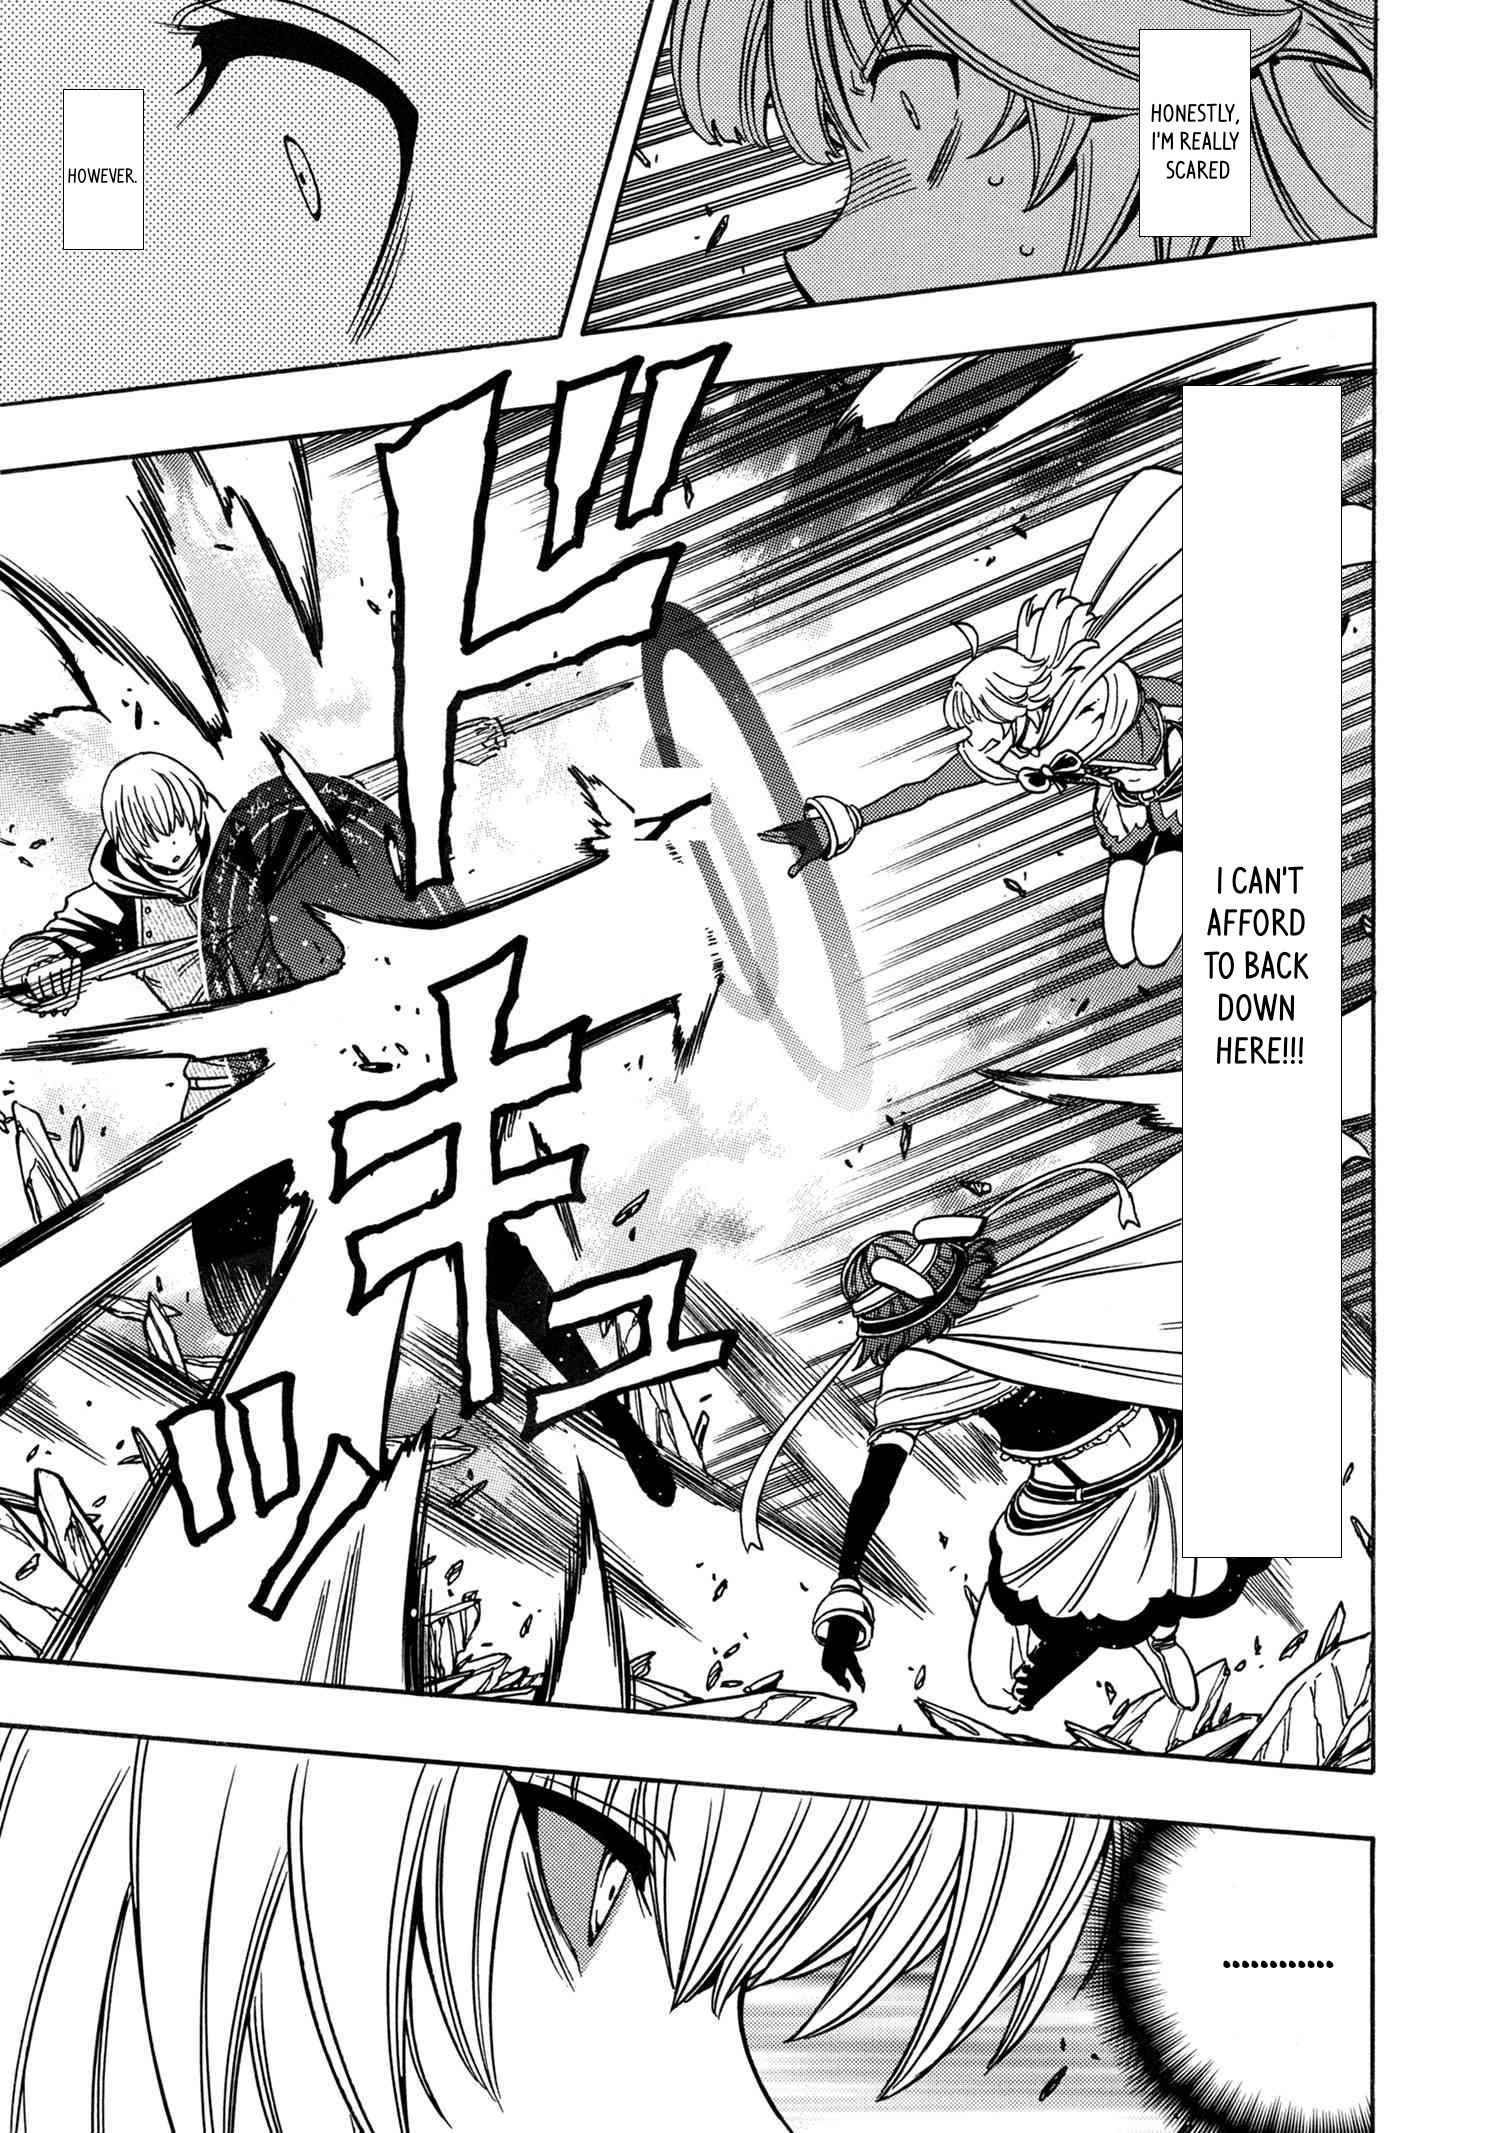 HONESTLY,
I'M REALLY
SCARED
HOWEVER.
I CAN'T
AFFORD
TO BACK
DOWN
HERE!!!
ドギュッ
............